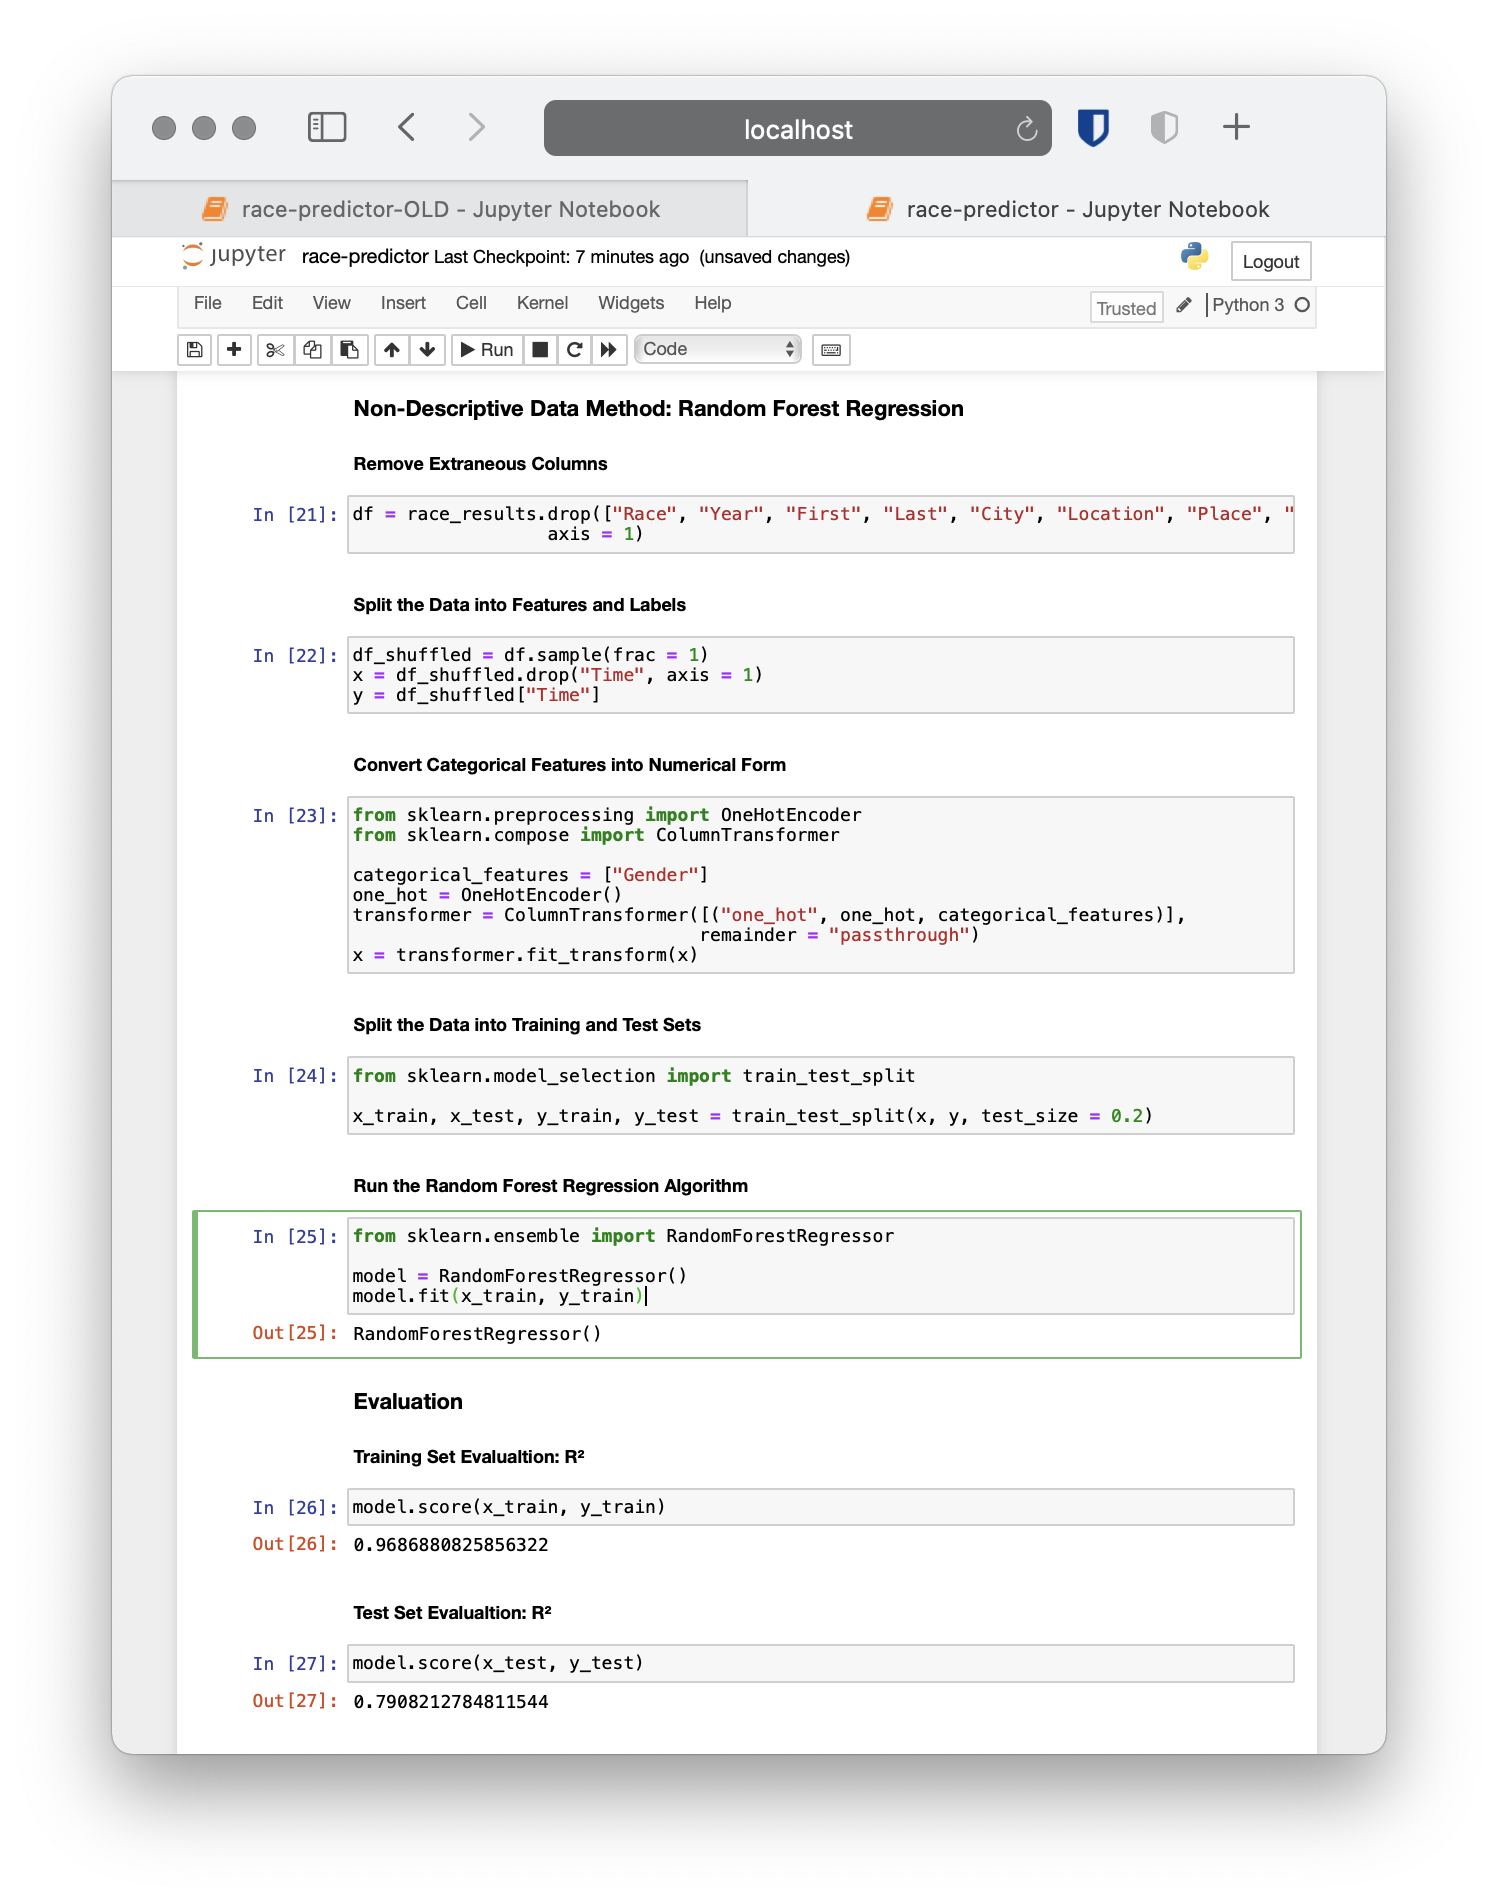 localhost
race-predictor-OLD - Jupyter Notebook
race-predictor - Jupyter Notebook
jupyter race-predictor Last Checkpoint: 7 minutes ago (unsaved changes)
Logout
File Edit View Insert Cell Kernel Widgets Help
Trusted
Python 3
Run
Code
Non-Descriptive Data Method: Random Forest Regression
Remove Extraneous Columns
In [21]: df = race_results.drop(["Race", "Year", "First", "Last", "City", "Location", "Place", "
axis = 1)
Split the Data into Features and Labels
In [22]: df_shuffled = df.sample(frac = 1)
x = df_shuffled.drop("Time", axis = 1)
y = df_shuffled["Time"]
Convert Categorical Features into Numerical Form
In [23]: from sklearn.preprocessing import OneHotEncoder
from sklearn.compose import ColumnTransformer
categorical_features = ["Gender"]
one_hot = OneHotEncoder()
transformer = ColumnTransformer([("one_hot", one_hot, categorical_features)],
remainder = "passthrough")
x = transformer.fit_transform(x)
Split the Data into Training and Test Sets
In [24]: from sklearn.model_selection import train_test_split
x_train, x_test, y_train, y_test = train_test_split(x, y, test_size = 0.2)
Run the Random Forest Regression Algorithm
In [25]: from sklearn.ensemble import RandomForestRegressor
model = RandomForestRegressor()
model.fit(x_train, y_train)
Out[25]: RandomForestRegressor()
Evaluation
Training Set Evalualtion: R²
In [26]: model.score(x_train, y_train)
Out[26]: 0.9686880825856322
Test Set Evalualtion: R²
In [27]: model.score(x_test, y_test)
Out[27]: 0.7908212784811544